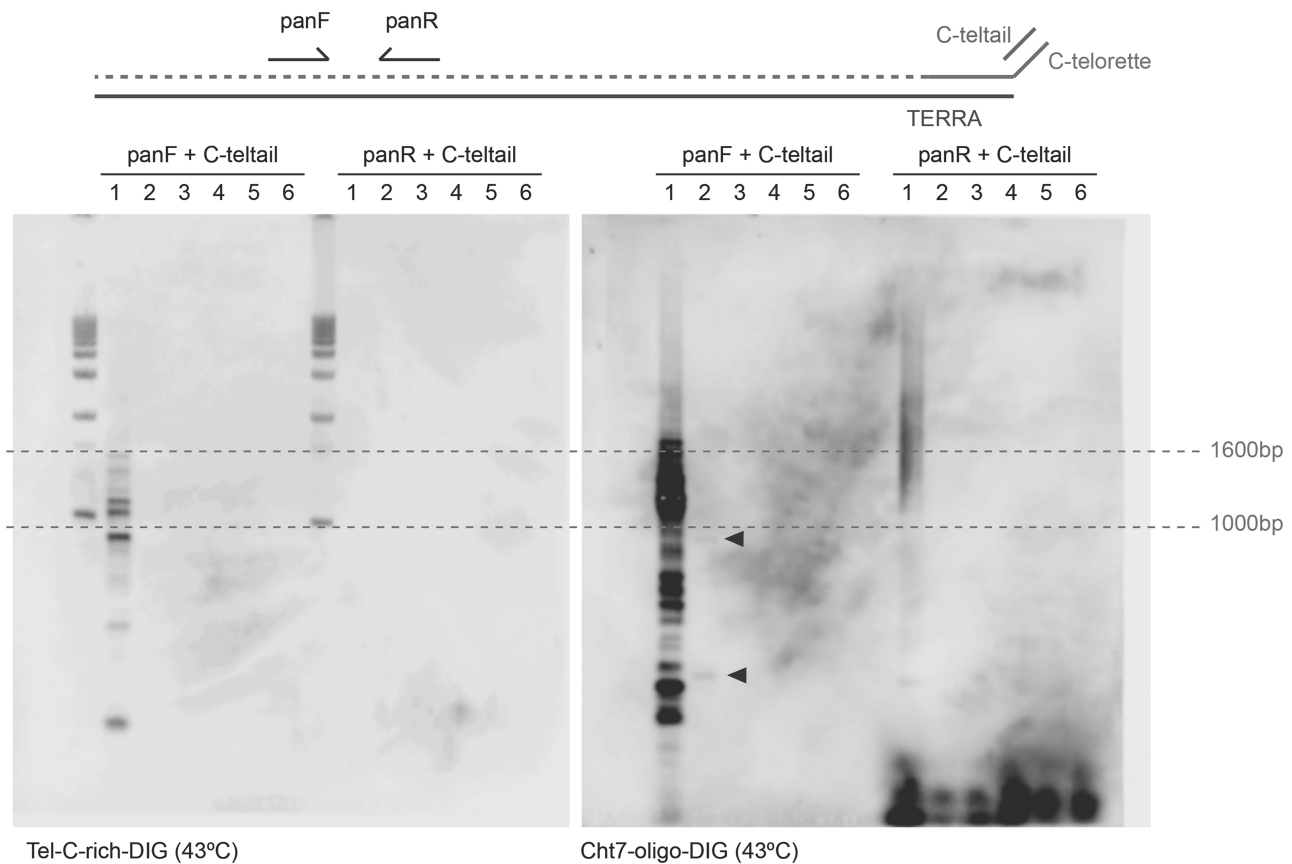 panF panR
C-teltail
C-telorette
TERRA
panF + C-teltail panR + C-teltail panF + C-teltail panR + C-teltail
1 2 3 4 5 6 1 2 3 4 5 6 1 2 3 4 5 6 1 2 3 4 5 6
1600bp
1000bp
Tel-C-rich-DIG (43ºC) Cht7-oligo-DIG (43ºC)